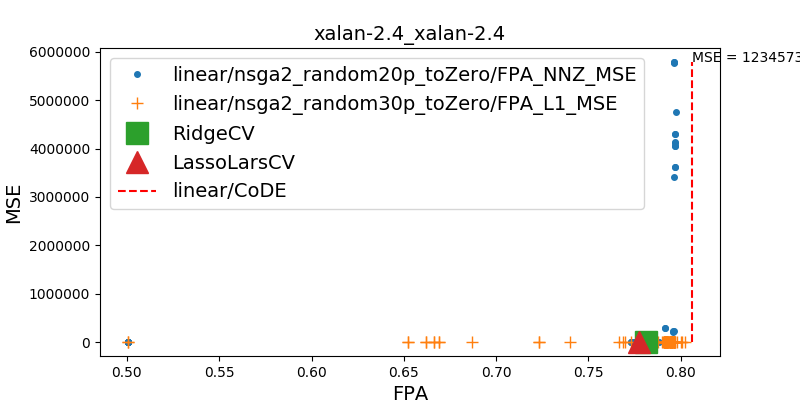 xalan-2.4_xalan-2.4
6000000
5000000
4000000
3000000
2000000
1000000
0
MSE
linear/nsga2_random20p_toZero/FPA_NNZ_MSE
linear/nsga2_random30p_toZero/FPA_L1_MSE
RidgeCV
LassoLarsCV
linear/CoDE
MSE = 1234573
0.50 0.55 0.60 0.65 0.70 0.75 0.80
FPA